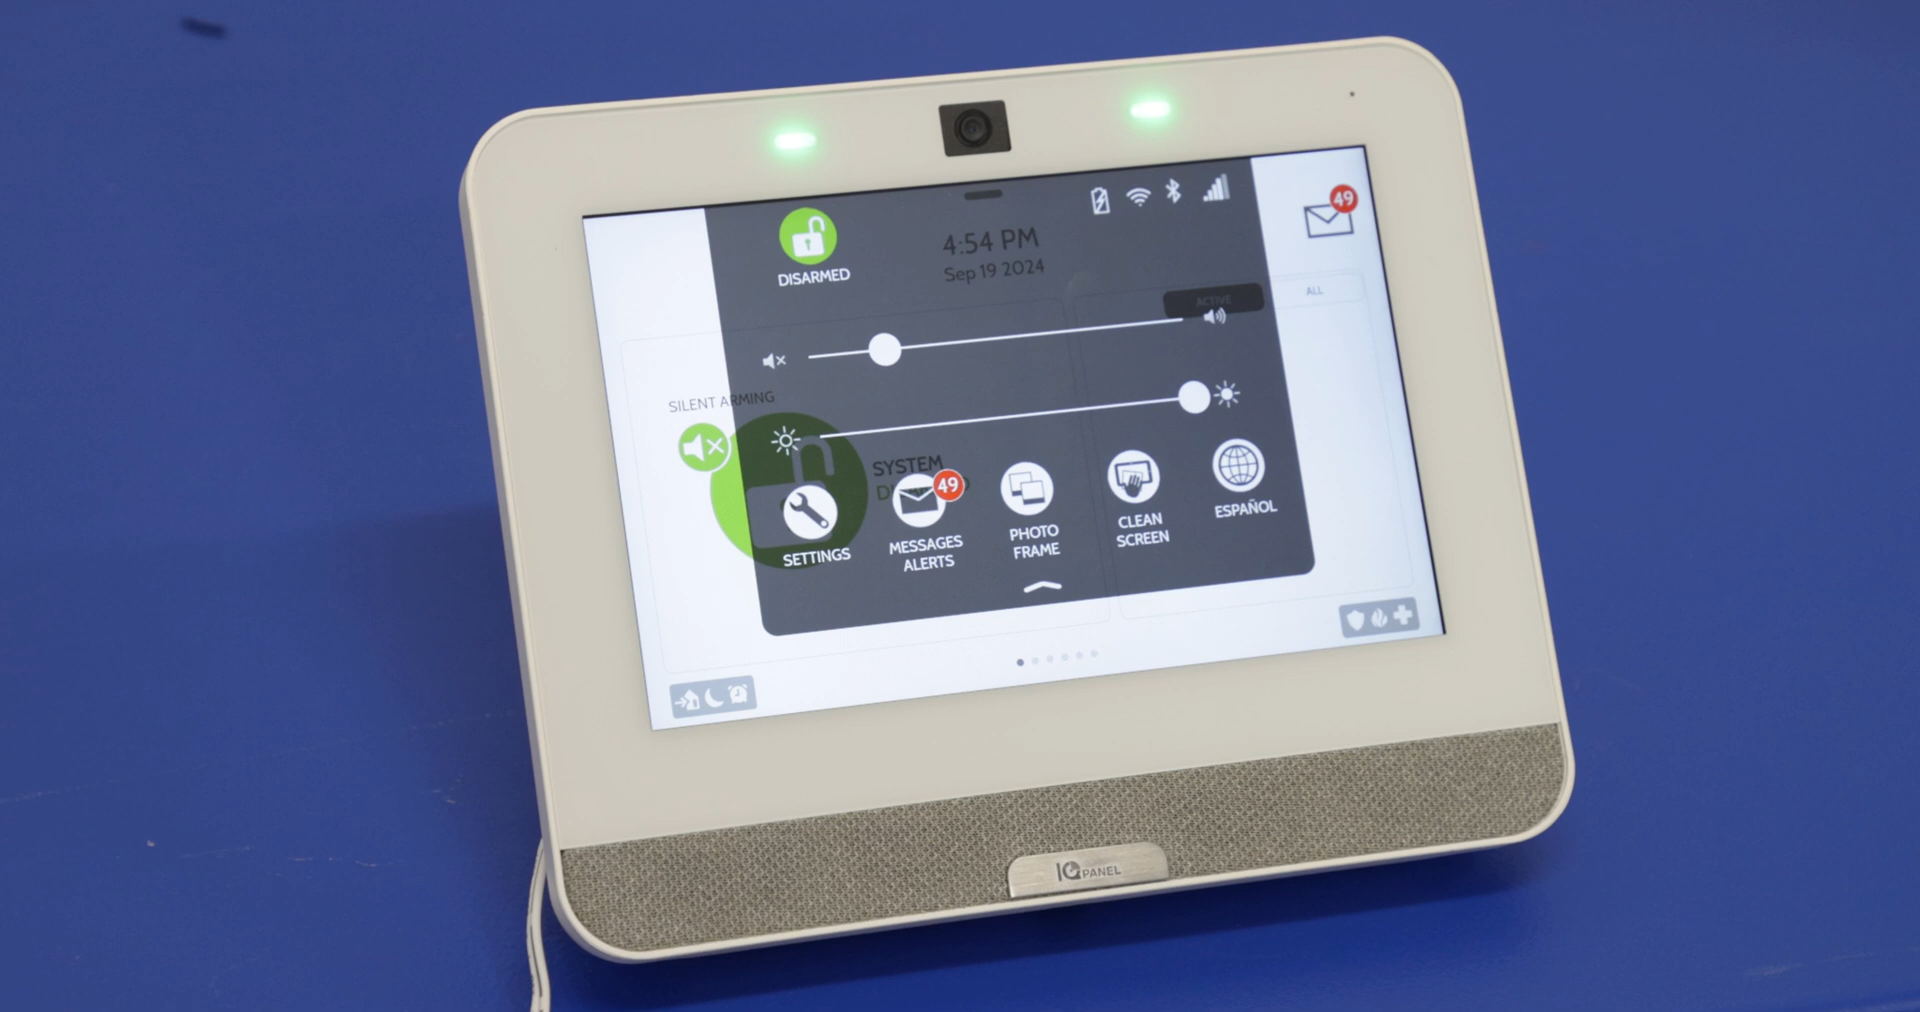 49
4:54 PM
Sep 19 2024
DISARMED
ACTIVE
ALL
SILENT ARMING
SYSTEM
49
SETTINGS
MESSAGES
ALERTS
PHOTO
FRAME
CLEAN
SCREEN
ESPAÑOL
IQ PANEL